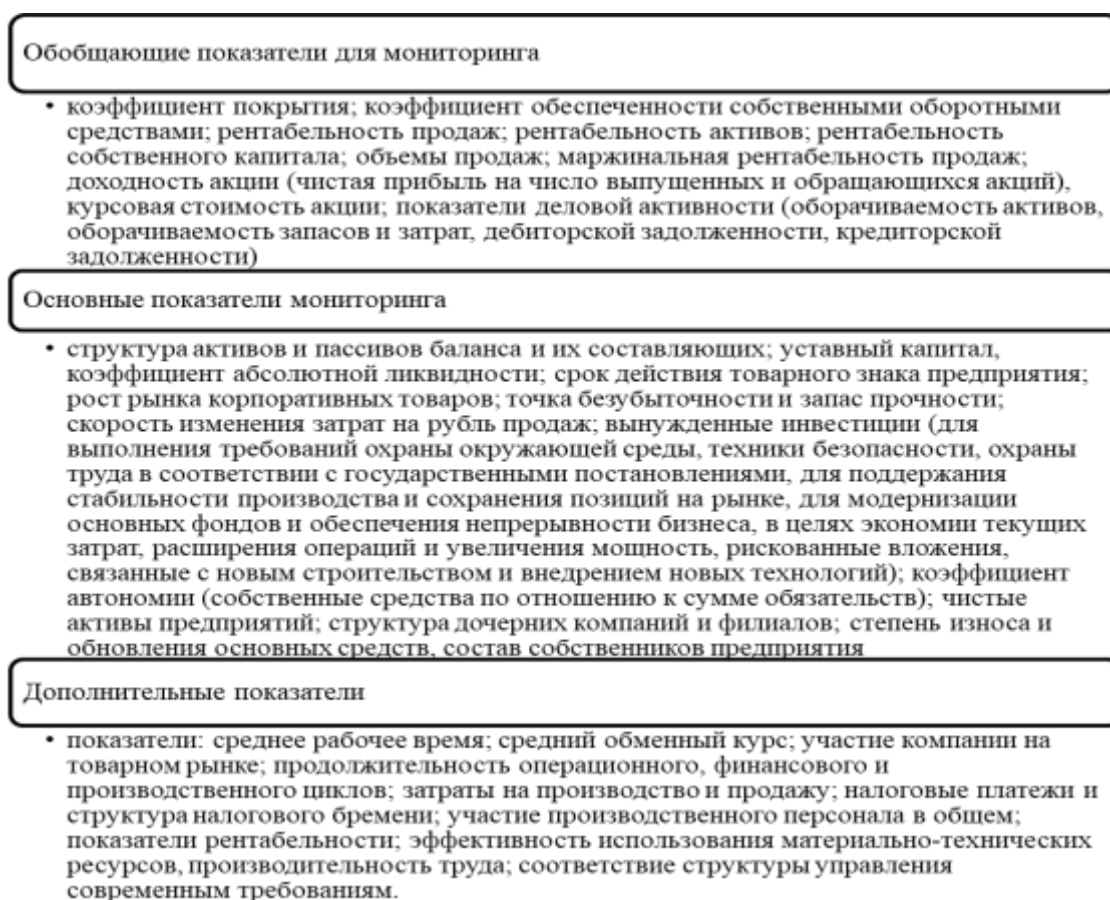 Обобщающие показатели для мониторинга
• коэффициент покрытия; коэффициент обеспеченности собственными оборотными
средствами; рентабельность продаж; рентабельность активов; рентабельность
собственного капитала; объемы продаж; маржинальная рентабельность продаж;
доходность акции (чистая прибыль на число выпущенных и обращающихся акций),
курсовая стоимость акции; показатели деловой активности (оборачиваемость активов,
оборачиваемость запасов и затрат, дебиторской задолженности, кредиторской
задолженности)
Основные показатели мониторинга
• структура активов и пассивов баланса и их составляющих; уставный капитал,
коэффициент абсолютной ликвидности; срок действия товарного знака предприятия;
рост рынка корпоративных товаров; точка безубыточности и запас прочности;
скорость изменения затрат на рубль продаж; вынужденные инвестиции (для
выполнения требований охраны окружающей среды, техники безопасности, охраны
труда в соответствии с государственными постановлениями, для поддержания
стабильности производства и сохранения позиций на рынке, для модернизации
основных фондов и обеспечения непрерывности бизнеса, в целях экономии текущих
затрат, расширения операций и увеличения мощность, рискованные вложения,
связанные с новым строительством и внедрением новых технологий); коэффициент
автономии (собственные средства по отношению к сумме обязательств); чистые
активы предприятий; структура дочерних компаний и филиалов; степень износа и
обновления основных средств, состав собственников предприятия
Дополнительные показатели
• показатели: среднее рабочее время; средний обменный курс; участие компании на
товарном рынке; продолжительность операционного, финансового и
производственного циклов; затраты на производство и продажу; налоговые платежи и
структура налогового бремени; участие производственного персонала в общем;
показатели рентабельности; эффективность использования материально-технических
ресурсов, производительность труда; соответствие структуры управления
современным требованиям.